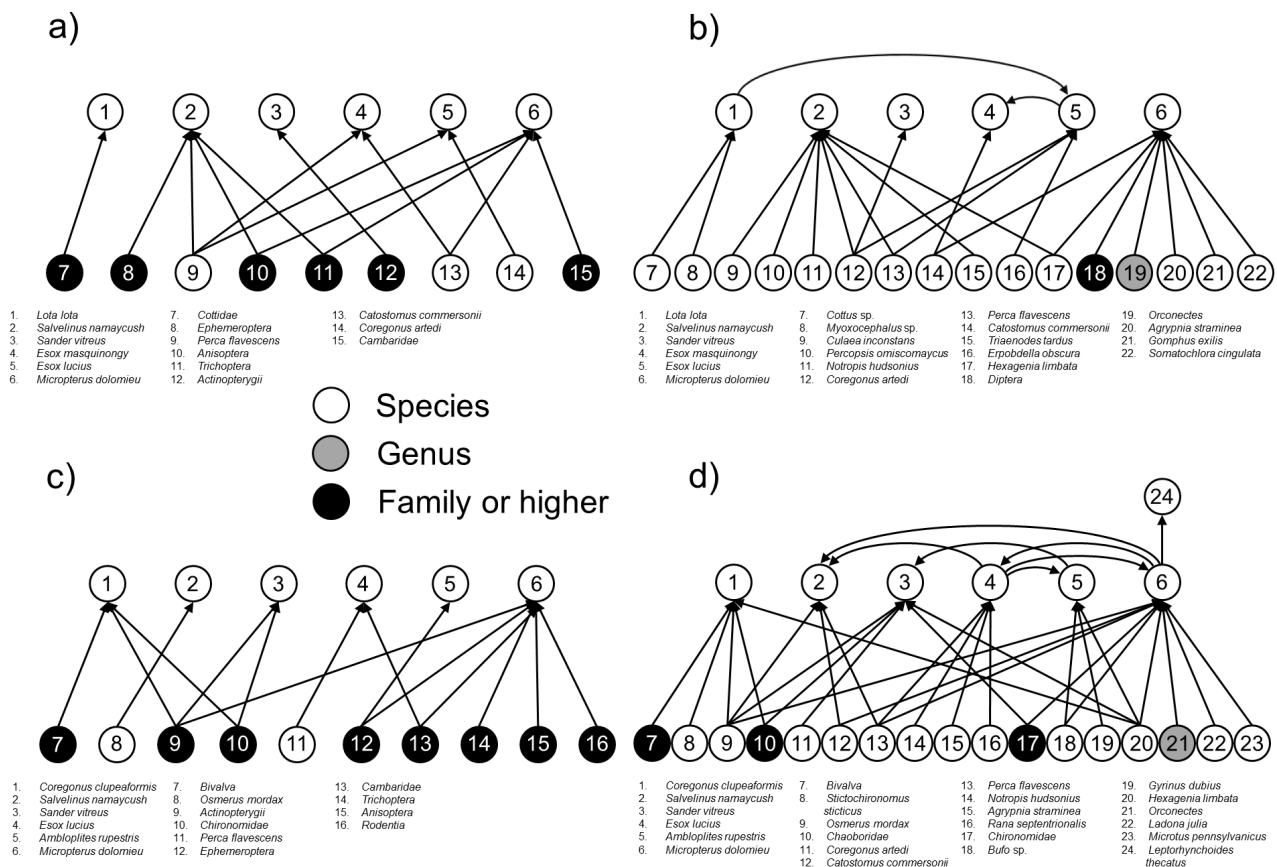 a)
1 2 3 4 5 6
7 8 9 10 11 12 13 14 15
1. Lota lota
2. Salvelinus namaycush
3. Sander vitreus
4. Esox masquinongy
5. Esox lucius
6. Micropterus dolomieu
7. Cottidae
8. Ephemeroptera
9. Perca flavescens
10. Anisoptera
11. Trichoptera
12. Actinopterygii
13. Catostomus commersonii
14. Coregonus artedi
15. Cambaridae
b)
1 2 3 4 5 6
7 8 9 10 11 12 13 14 15 16 17 18 19 20 21 22
1. Lota lota
2. Salvelinus namaycush
3. Sander vitreus
4. Esox masquinongy
5. Esox lucius
6. Micropterus dolomieu
7. Cottus sp.
8. Myoxocephalus sp.
9. Culaea inconstans
10. Percopsis omiscomaycus
11. Notropis hudsonius
12. Coregonus artedi
13. Perca flavescens
14. Catostomus commersonii
15. Triaenodes tardus
16. Erpobdella obscura
17. Hexagenia limbata
18. Diptera
19. Orconectes
20. Agrypnia straminea
21. Gomphus exilis
22. Somatochlora cingulata
Species
Genus
Family or higher
c)
1 2 3 4 5 6
7 8 9 10 11 12 13 14 15 16
1. Coregonus clupeaformis
2. Salvelinus namaycush
3. Sander vitreus
4. Esox lucius
5. Ambloplites rupestris
6. Micropterus dolomieu
7. Bivalva
8. Osmerus mordax
9. Actinopterygii
10. Chironomidae
11. Perca flavescens
12. Ephemeroptera
13. Cambaridae
14. Trichoptera
15. Anisoptera
16. Rodentia
d)
24
1 2 3 4 5 6
7 8 9 10 11 12 13 14 15 16 17 18 19 20 21 22 23
1. Coregonus clupeaformis
2. Salvelinus namaycush
3. Sander vitreus
4. Esox lucius
5. Ambloplites rupestris
6. Micropterus dolomieu
7. Bivalva
8. Stictochironomus
sticticus
9. Osmerus mordax
10. Chaoboridae
11. Coregonus artedi
12. Catostomus commersonii
13. Perca flavescens
14. Notropis hudsonius
15. Agrypnia straminea
16. Rana septentrionalis
17. Chironomidae
18. Bufo sp.
19. Gyrinus dubius
20. Hexagenia limbata
21. Orconectes
22. Ladona julia
23. Microtus pennsylvanicus
24. Leptorhynchoides
thecatus